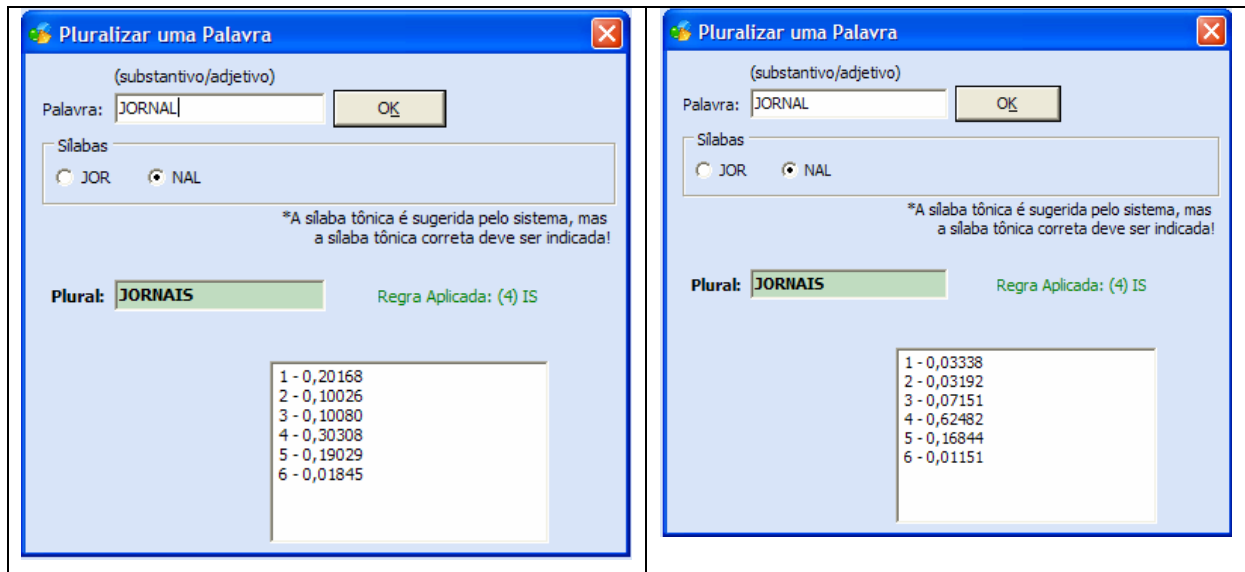 Pluralizar uma Palavra
(substantivo/adjetivo)
Palavra: JORNAL OK
Sílabas
JOR NAL
*A sílaba tônica é sugerida pelo sistema, mas
a sílaba tônica correta deve ser indicada!
Plural: JORNAIS Regra Aplicada: (4) IS
1 - 0,20168
2 - 0,10026
3 - 0,10080
4 - 0,30308
5 - 0,19029
6 - 0,01845
Pluralizar uma Palavra
(substantivo/adjetivo)
Palavra: JORNAL OK
Sílabas
JOR NAL
*A sílaba tônica é sugerida pelo sistema, mas
a sílaba tônica correta deve ser indicada!
Plural: JORNAIS Regra Aplicada: (4) IS
1 - 0,03338
2 - 0,03192
3 - 0,07151
4 - 0,62482
5 - 0,16844
6 - 0,01151